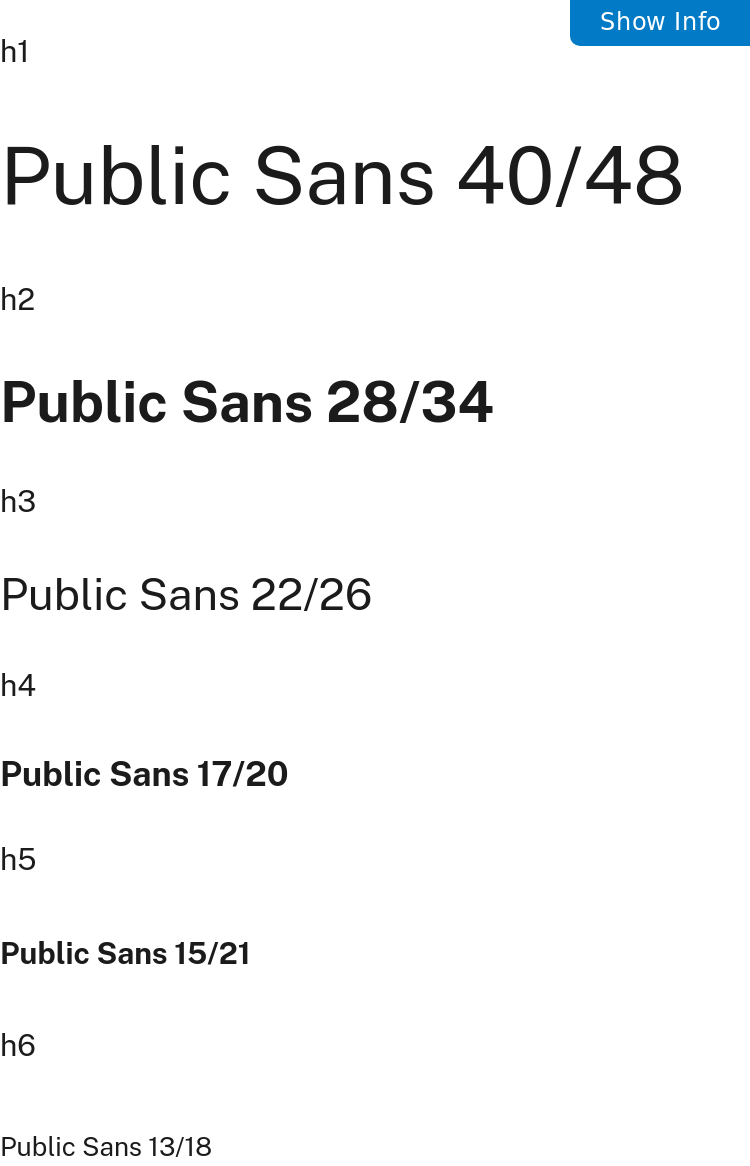 Show Info
h1
Public Sans 40/48
h2
Public Sans 28/34
h3
Public Sans 22/26
h4
Public Sans 17/20
h5
Public Sans 15/21
h6
Public Sans 13/18